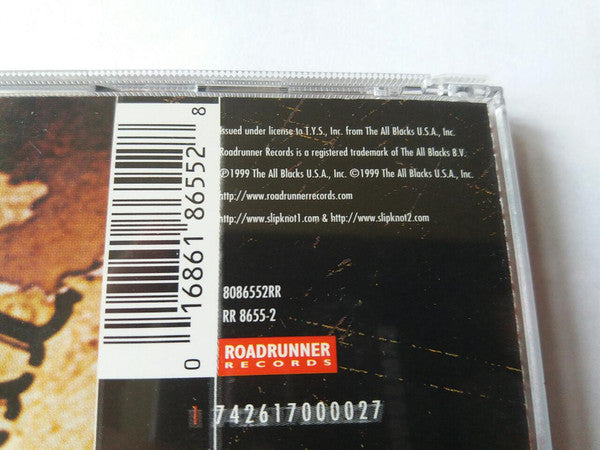 Issued under license to T.Y.S., Inc. from The All Blacks U.S.A., Inc.
Roadrunner Records is a registered trademark of The All Blacks B.V.
℗1999 The All Blacks U.S.A., Inc. ©1999 The All Blacks U.S.A., Inc.
http://www.roadrunnerrecords.com
http://www.slipknot1.com & http://www.slipknot2.com
0 16861 86552 8
8086552RR
RR 8655-2
ROADRUNNER
RECORDS
1 742617000027